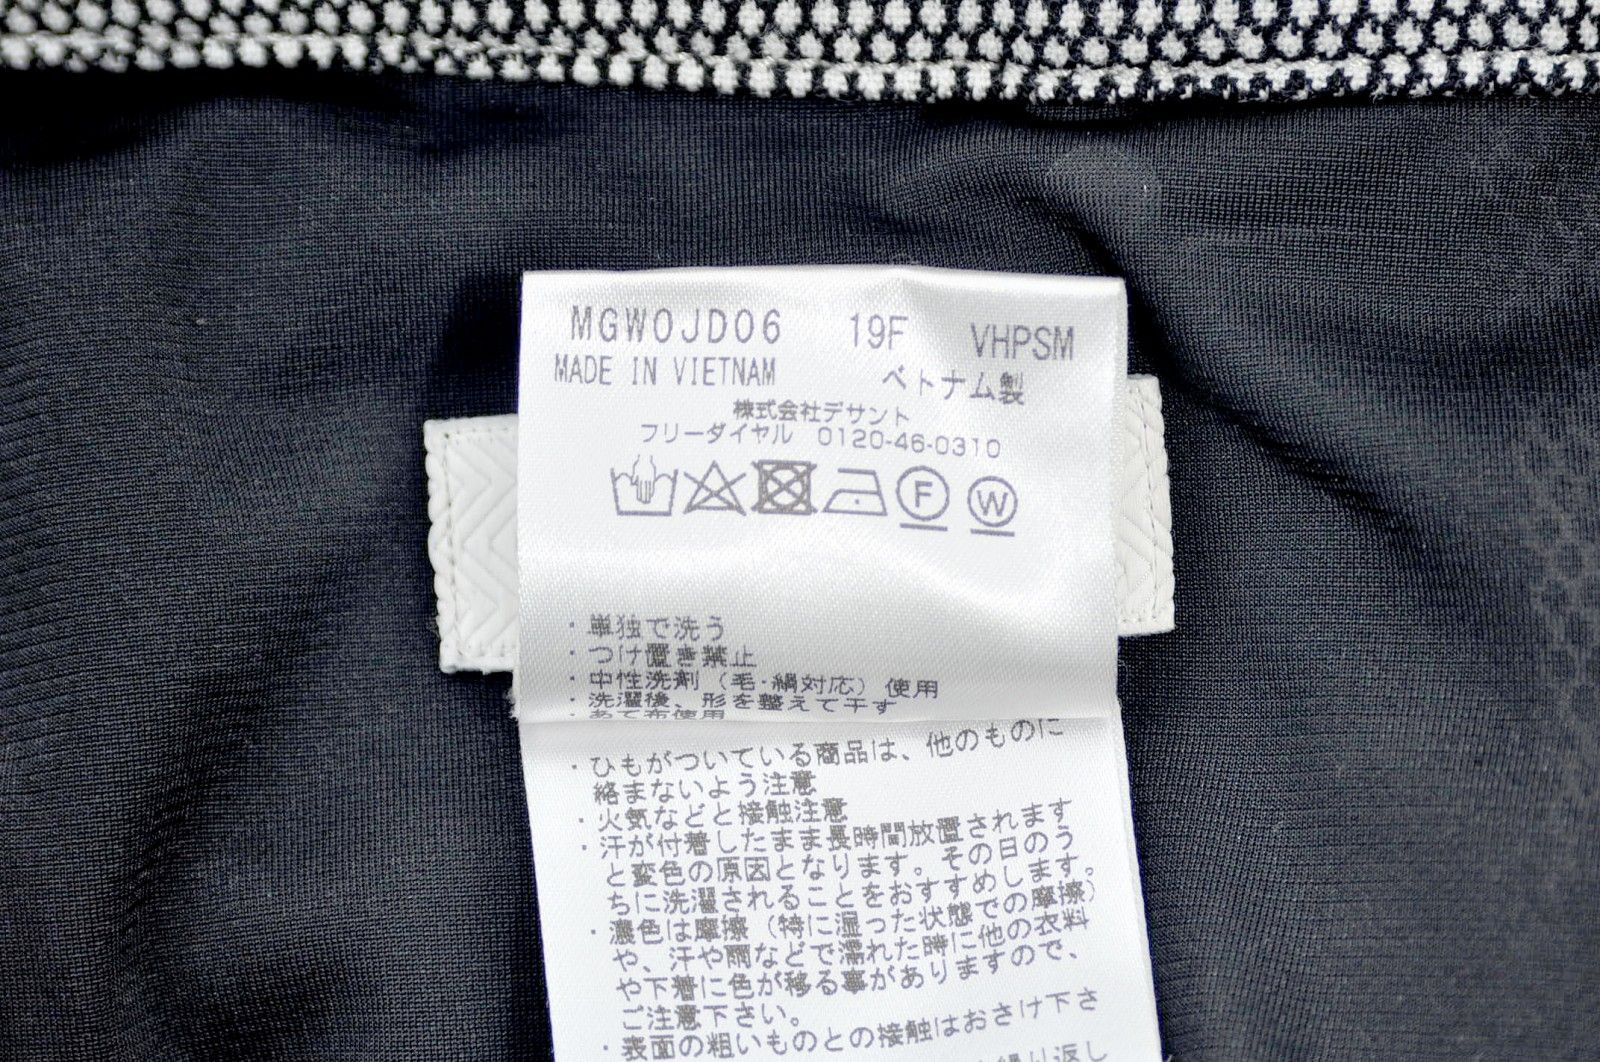 MGWOJD06 19F VHPSM
MADE IN VIETNAM ベトナム製
株式会社デサント
フリーダイヤル 0120-46-0310
F W
・単独で洗う
・つけ置き禁止
・中性洗剤(毛・絹対応)使用
・洗濯後、形を整えて干す
・あて布使用
・ひもがついている商品は、他のものに
絡まないよう注意
・火気などと接触注意
・汗が付着したまま長時間放置されます
と変色の原因となります。その日のう
ちに洗濯されることをおすすめします。
・濃色は摩擦(特に湿った状態での摩擦)
や、汗や雨などで濡れた時に他の衣料
や下着に色が移る事がありますので、
ご注意下さい。
・表面の粗いものとの接触はおさけ下さ
繰り返し